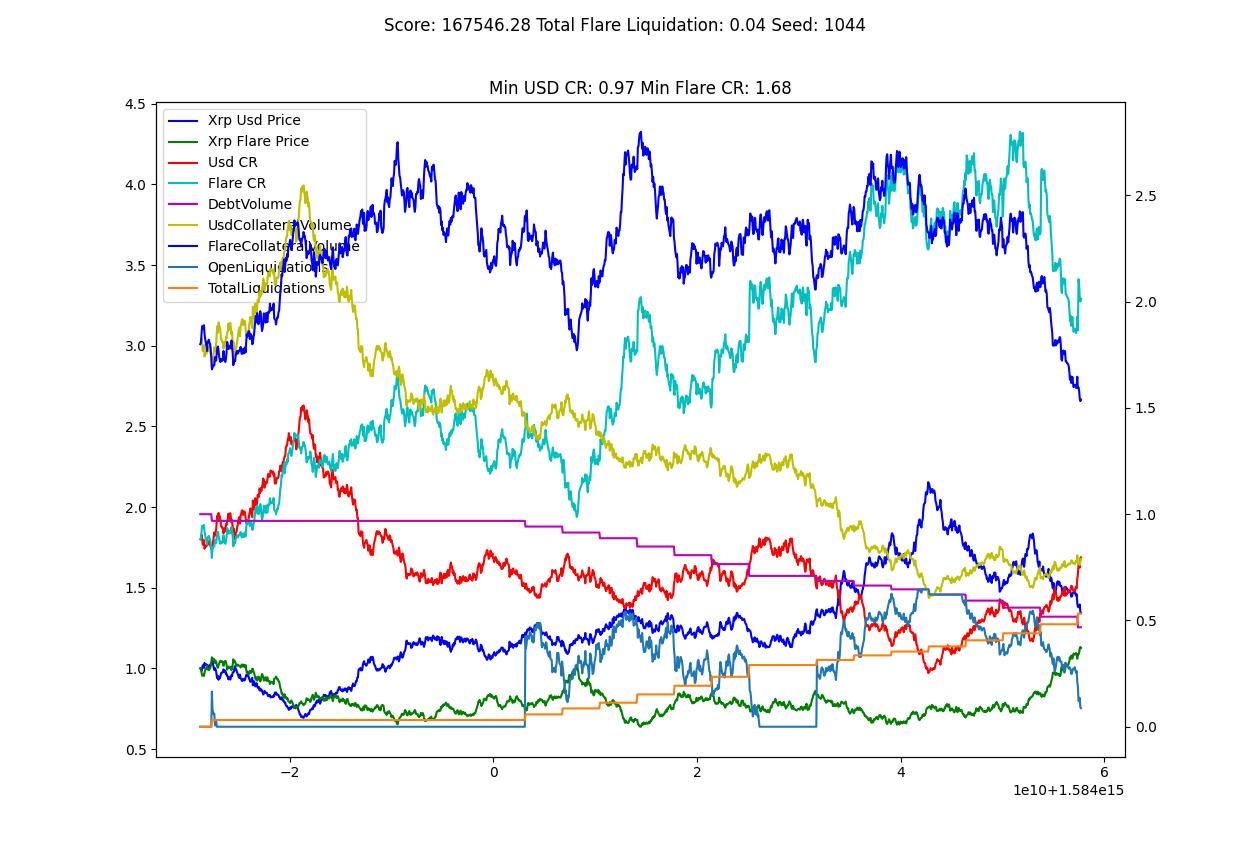 Score: 167546.28 Total Flare Liquidation: 0.04 Seed: 1044
Min USD CR: 0.97 Min Flare CR: 1.68
Xrp Usd Price
Xrp Flare Price
Usd CR
Flare CR
DebtVolume
UsdCollateralVolume
FlareCollateralVolume
OpenLiquidations
TotalLiquidations
4.5
4.0
3.5
3.0
2.5
2.0
1.5
1.0
0.5
2.5
2.0
1.5
1.0
0.5
0.0
−2 0 2 4 6
1e10+1.584e15